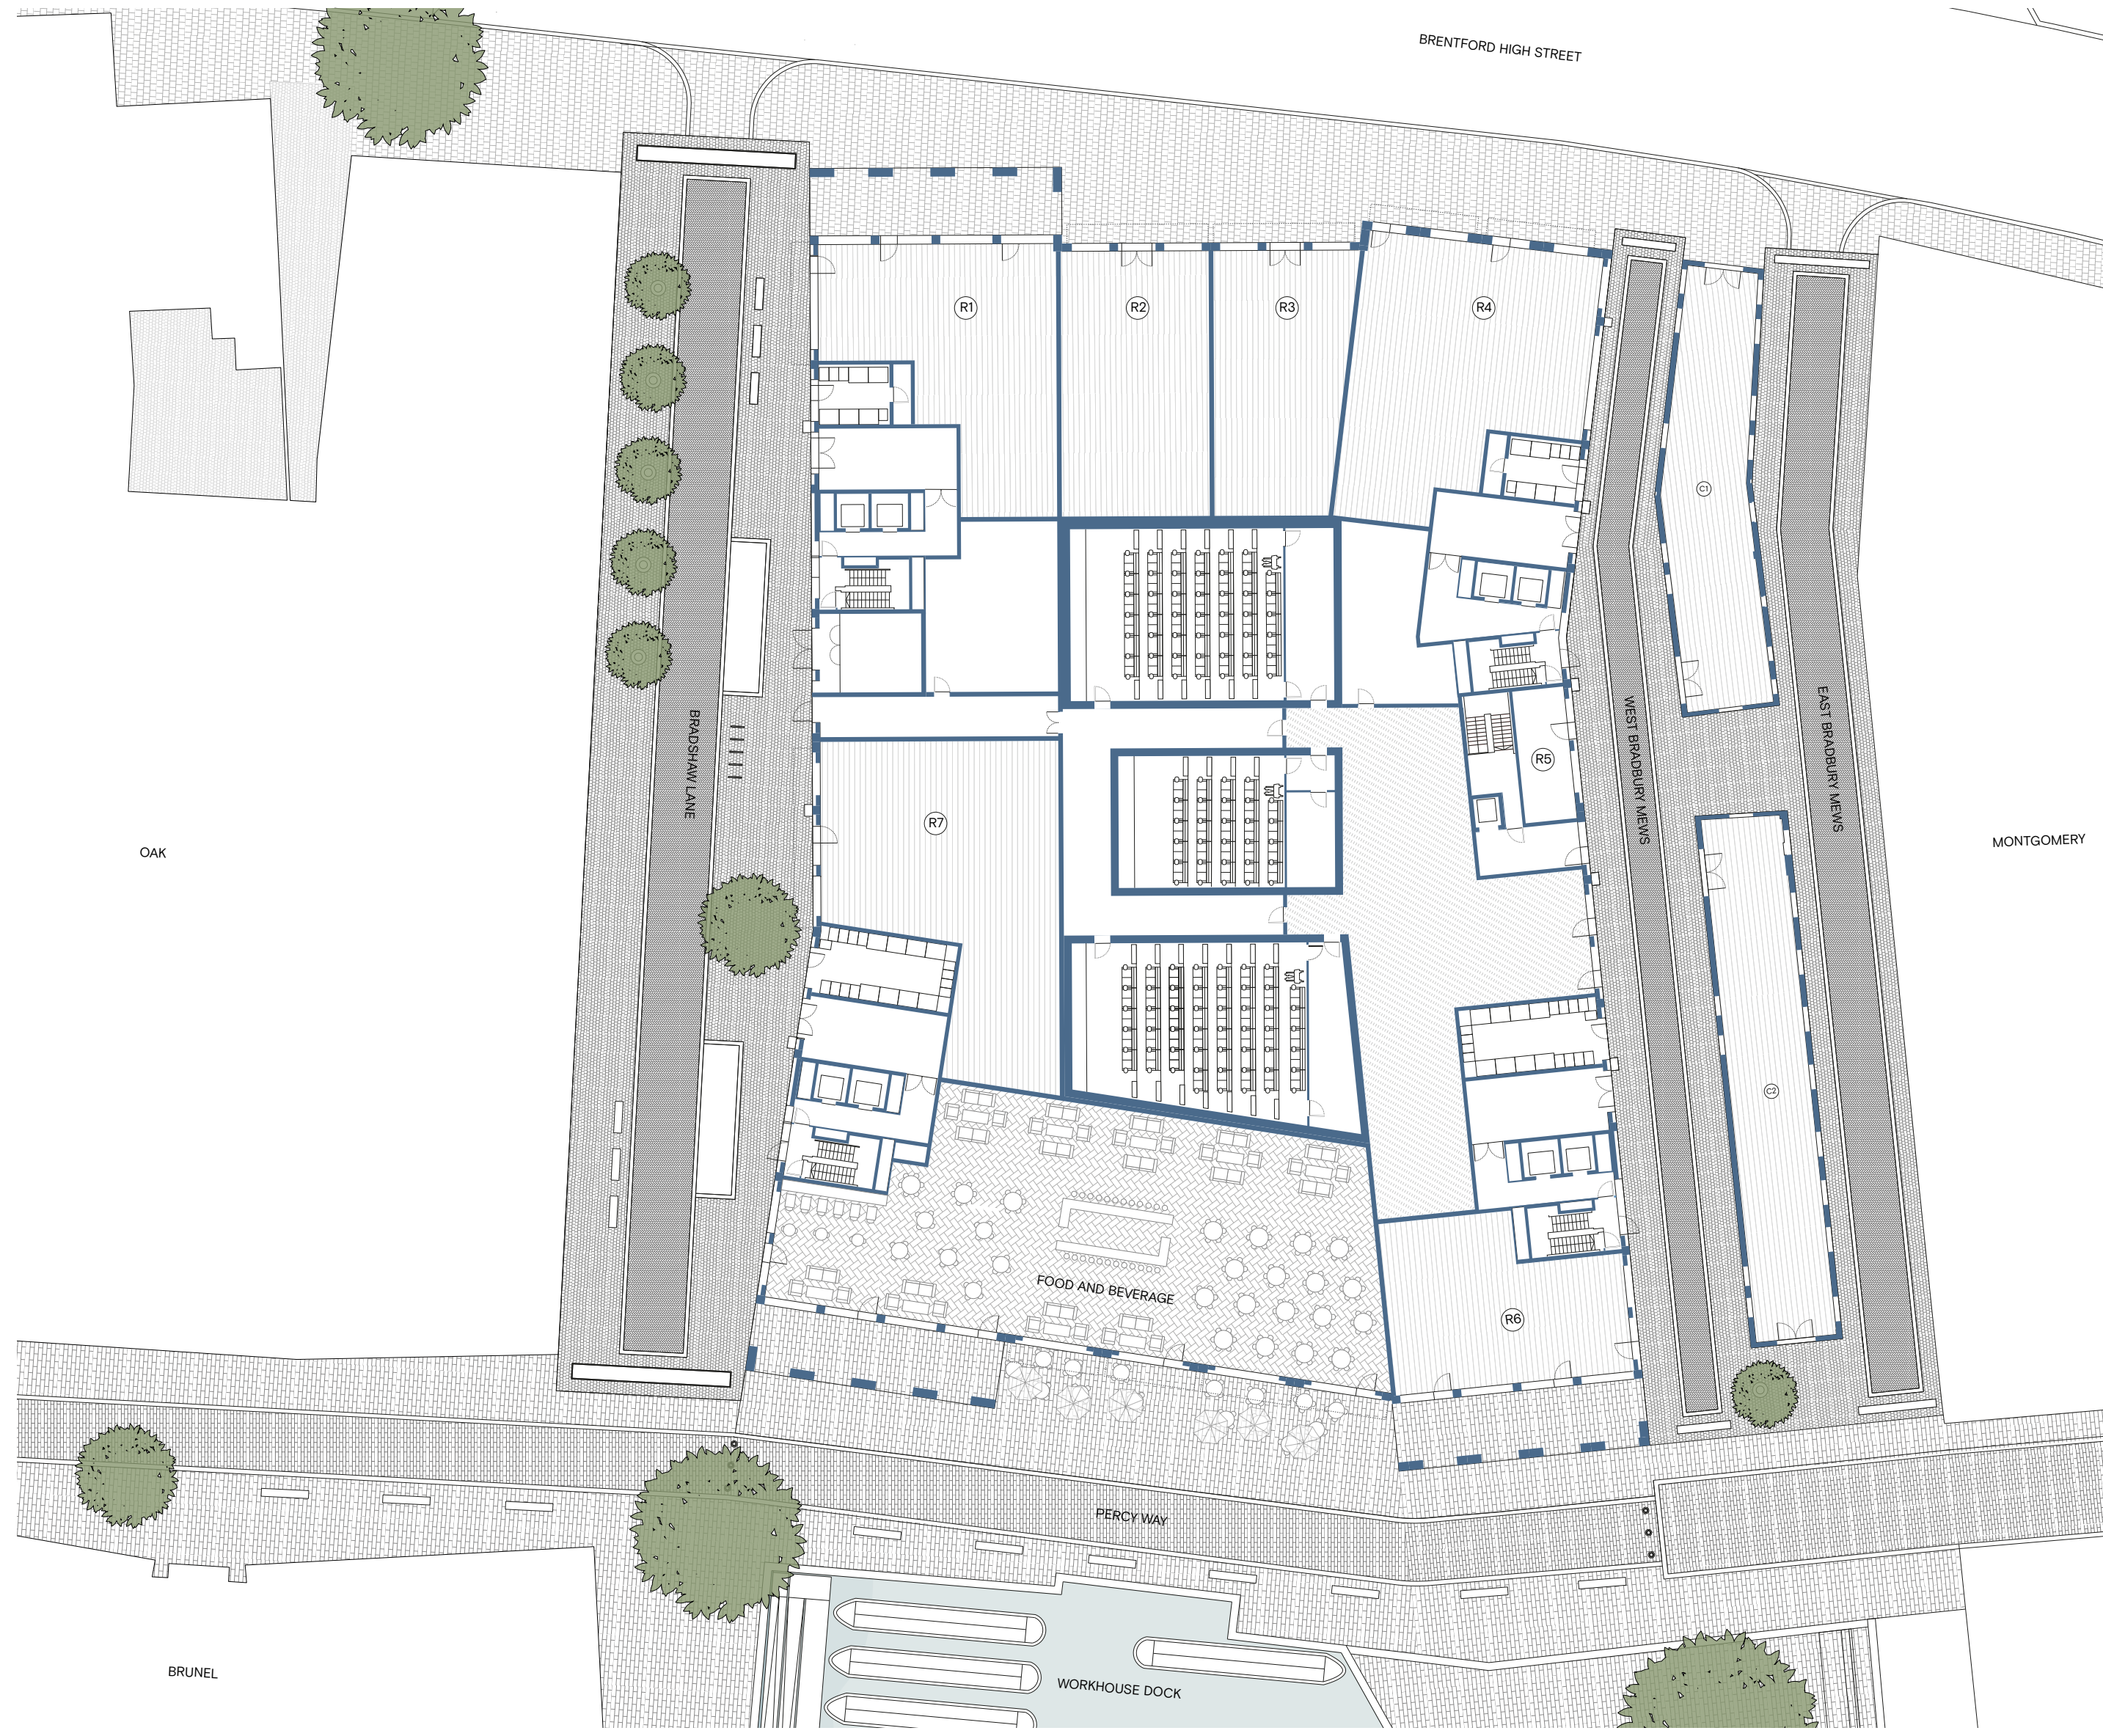 BRENTFORD HIGH STREET
R1
R2
R3
R4
C1
BRADSHAW LANE
WEST BRADBURY MEWS
EAST BRADBURY MEWS
R5
R7
OAK
MONTGOMERY
C2
FOOD AND BEVERAGE
R6
PERCY WAY
BRUNEL
WORKHOUSE DOCK